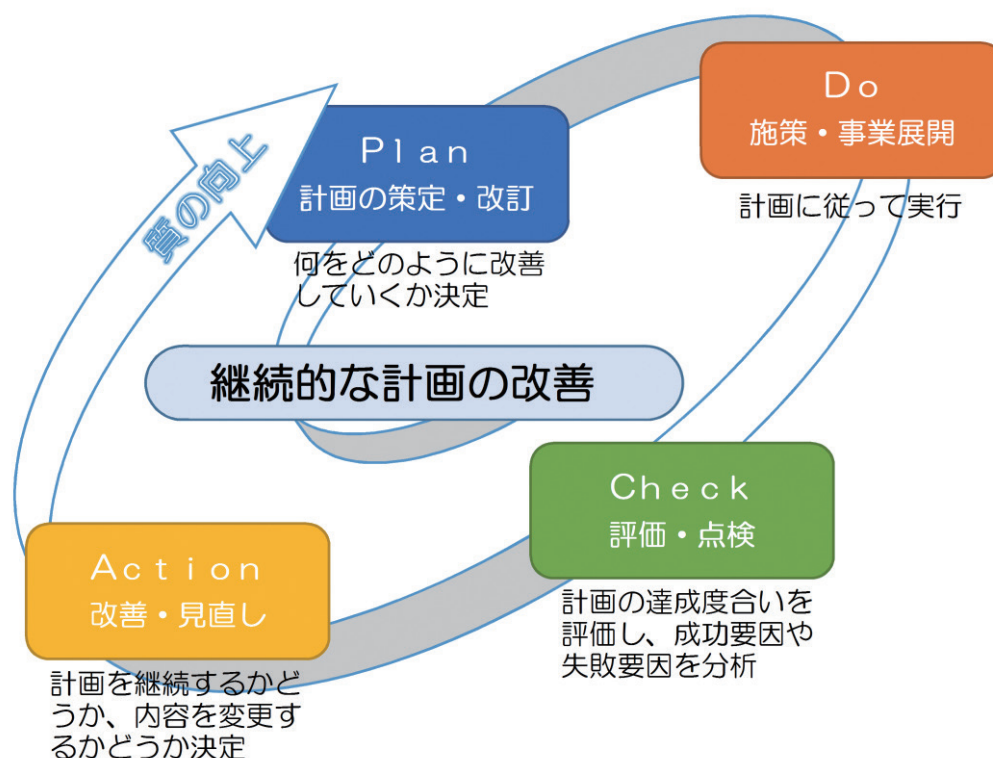 Ｐｌａｎ
計画の策定・改訂
何をどのように改善
していくか決定
Ｄｏ
施策・事業展開
計画に従って実行
質の向上
継続的な計画の改善
Ｃｈｅｃｋ
評価・点検
計画の達成度合いを
評価し、成功要因や
失敗要因を分析
Ａｃｔｉｏｎ
改善・見直し
計画を継続するかど
うか、内容を変更す
るかどうか決定